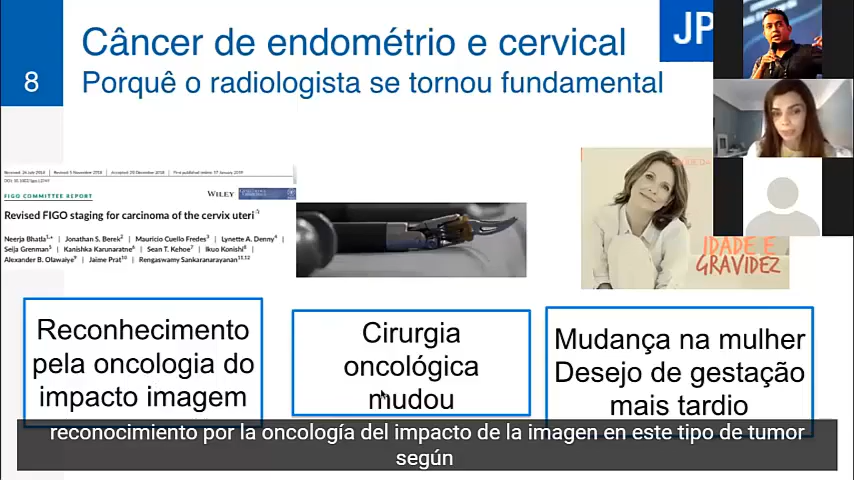 Câncer de endométrio e cervical
JP
8
Porquê o radiologista se tornou fundamental
FIGO COMMITTEE REPORT
WILEY
Revised FIGO staging for carcinoma of the cervix uteri
Neerja Bhatla | Jonathan S. Berek | Mauricio Cuello Fredes | Lynette A. Denny |
Seija Grenman | Kanishka Karunaratne | Sean T. Kehoe | Ikuo Konishi |
Alexander B. Olawaiye | Jaime Prat | Rengaswamy Sankaranarayanan
IDADE E
GRAVIDEZ
Reconhecimento
pela oncologia do
impacto imagem
Cirurgia
oncológica
mudou
Mudança na mulher
Desejo de gestação
mais tardio
reconocimiento por la oncología del impacto de la imagen en este tipo de tumor
según